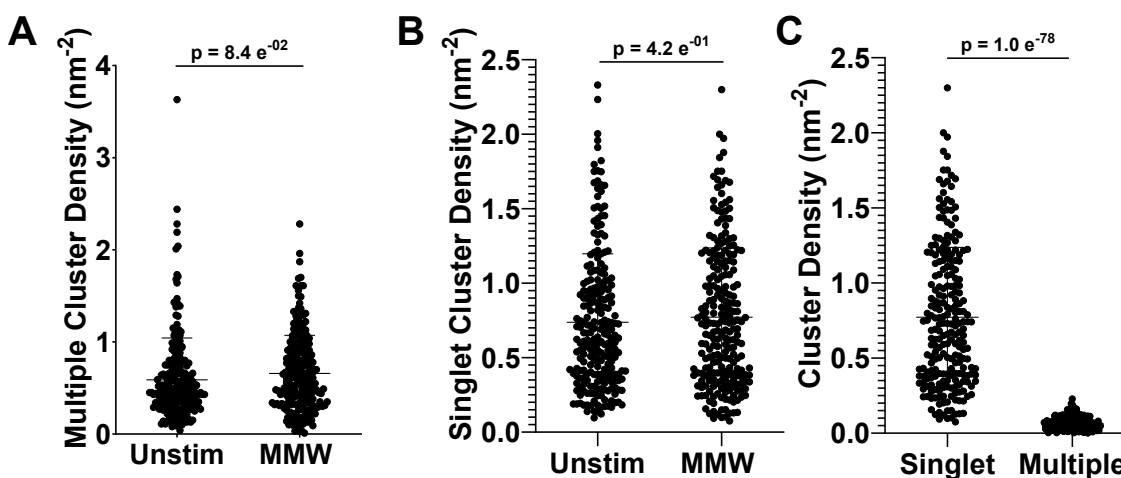 A
Multiple Cluster Density (nm-2)
p = 8.4 e-02
4
3
2
1
0
Unstim MMW
B
Singlet Cluster Density (nm-2)
p = 4.2 e-01
2.5
2.0
1.5
1.0
0.5
0.0
Unstim MMW
C
Cluster Density (nm-2)
p = 1.0 e-78
2.5
2.0
1.5
1.0
0.5
0.0
Singlet Multiple